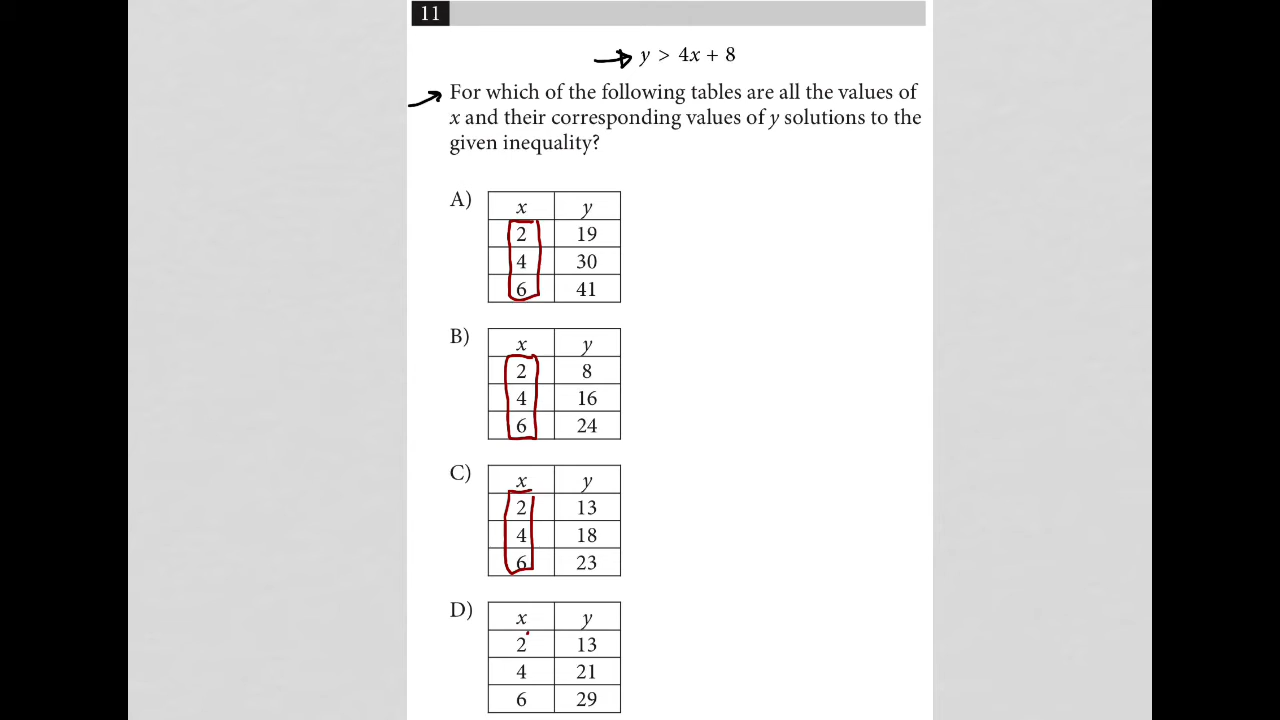 11
y > 4x + 8
For which of the following tables are all the values of
x and their corresponding values of y solutions to the
given inequality?
A)
x y
2 19
4 30
6 41
B)
x y
2 8
4 16
6 24
C)
x y
2 13
4 18
6 23
D)
x y
2 13
4 21
6 29